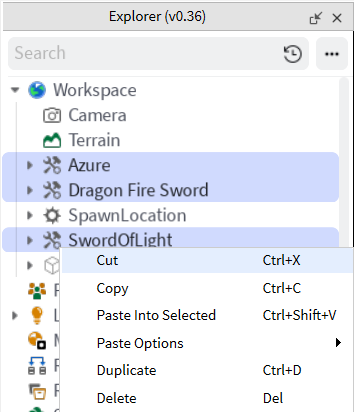 Explorer (v0.36)
Search
Workspace
Camera
Terrain
Azure
Dragon Fire Sword
SpawnLocation
SwordOfLight
Cut Ctrl+X
Copy Ctrl+C
Paste Into Selected Ctrl+Shift+V
Paste Options
Duplicate Ctrl+D
Delete Del